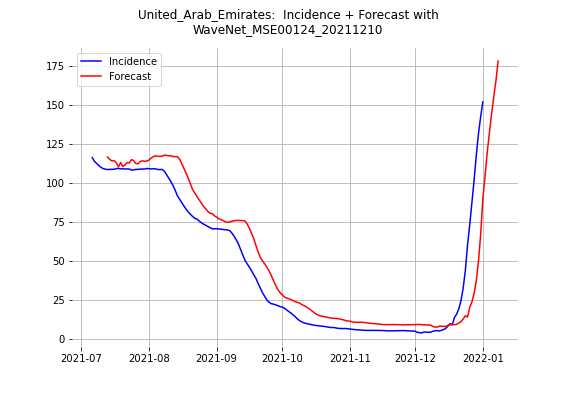 United_Arab_Emirates:  Incidence + Forecast with
WaveNet_MSE00124_20211210
Incidence
Forecast
175
150
125
100
75
50
25
0
2021-07 2021-08 2021-09 2021-10 2021-11 2021-12 2022-01